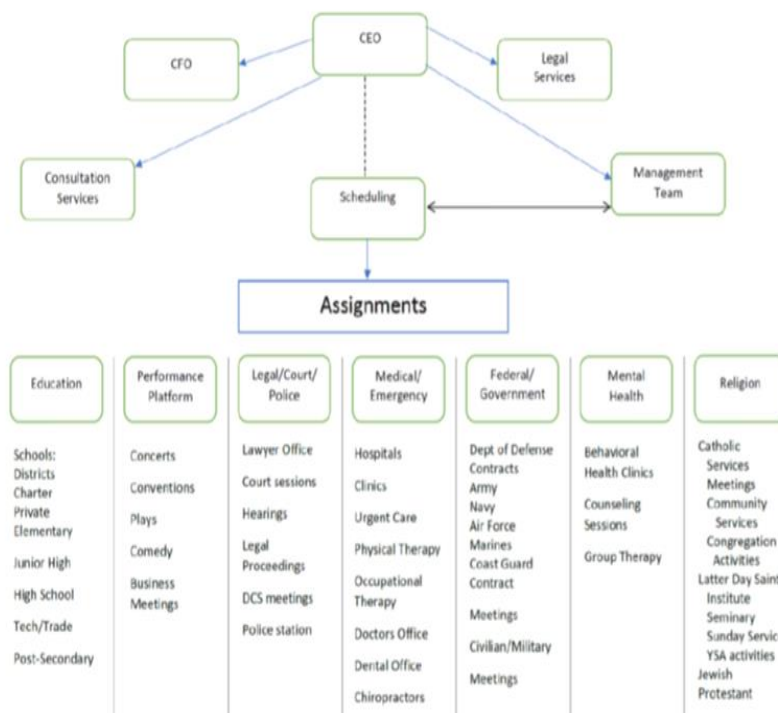 CEO
CFO
Legal
Services
Consultation
Services
Scheduling
Management
Team
Assignments
Education
Schools:
Districts
Charter
Private
Elementary
Junior High
High School
Tech/Trade
Post-Secondary
Performance
Platform
Concerts
Conventions
Plays
Comedy
Business
Meetings
Legal/Court/
Police
Lawyer Office
Court sessions
Hearings
Legal
Proceedings
DCS meetings
Police station
Medical/
Emergency
Hospitals
Clinics
Urgent Care
Physical Therapy
Occupational
Therapy
Doctors Office
Dental Office
Chiropractors
Federal/
Government
Dept of Defense
Contracts
Army
Navy
Air Force
Marines
Coast Guard
Contract
Meetings
Civilian/Military
Meetings
Mental
Health
Behavioral
Health Clinics
Counseling
Sessions
Group Therapy
Religion
Catholic
Services
Meetings
Community
Services
Congregation
Activities
Latter Day Saint
Institute
Seminary
Sunday Servic
YSA activities
Jewish
Protestant